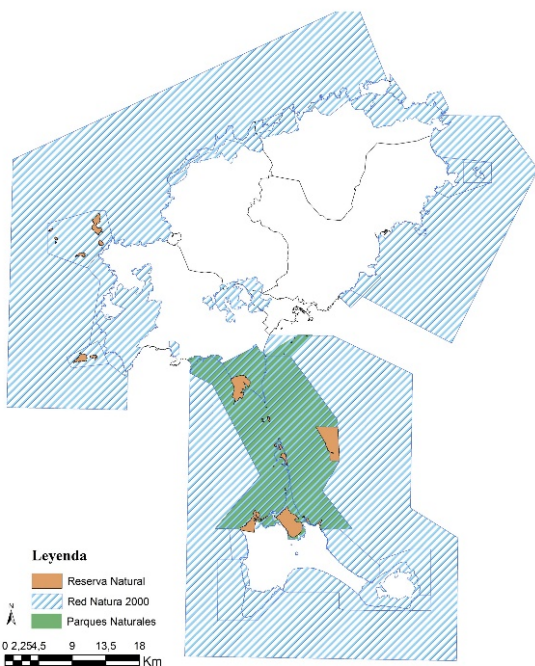 Leyenda
Reserva Natural
Red Natura 2000
Parques Naturales
N
0 2,254,5 9 13,5 18
Km